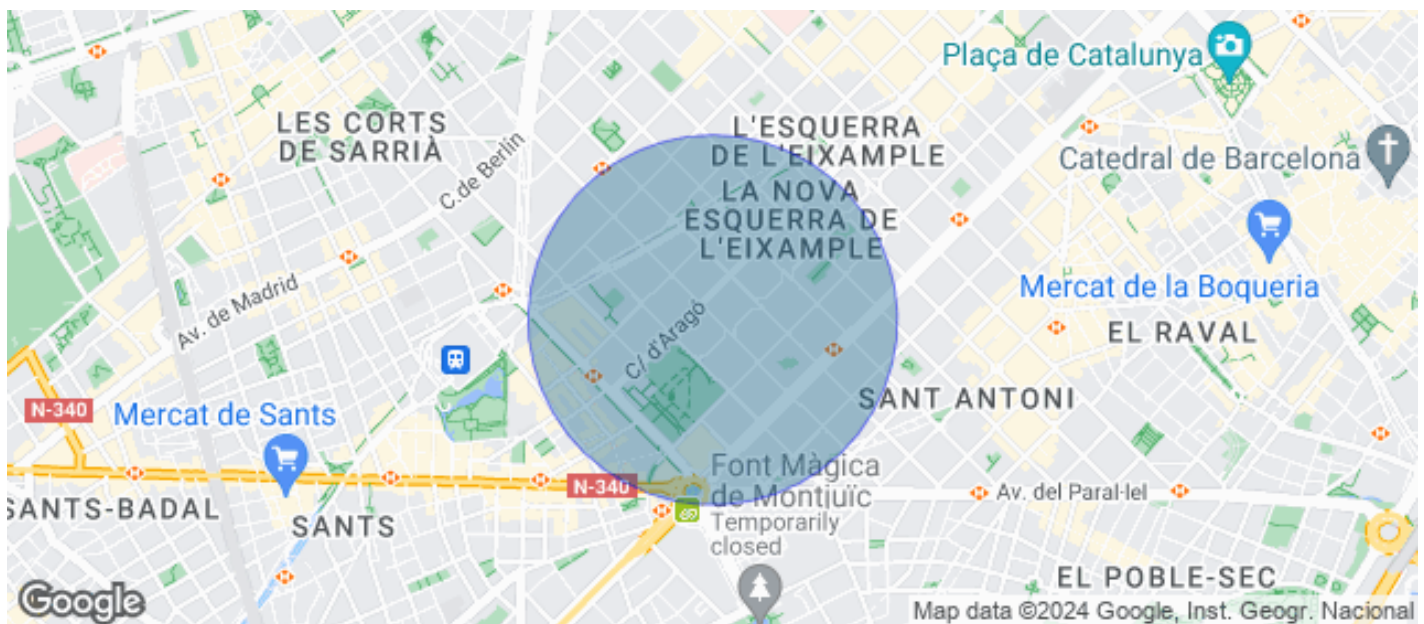 Plaça de Catalunya
LES CORTS
DE SARRIÀ
L'ESQUERRA
DE L'EIXAMPLE
Catedral de Barcelona
C.de Berlín
LA NOVA
ESQUERRA DE
L'EIXAMPLE
Av. de Madrid
Mercat de la Boqueria
C/ d'Aragó
EL RAVAL
N-340
Mercat de Sants
SANT ANTONI
Font Màgica
de Montjuïc
Temporarily
closed
N-340
Av. del Paral·lel
SANTS-BADAL
SANTS
EL POBLE-SEC
Google
Map data ©2024 Google, Inst. Geogr. Nacional